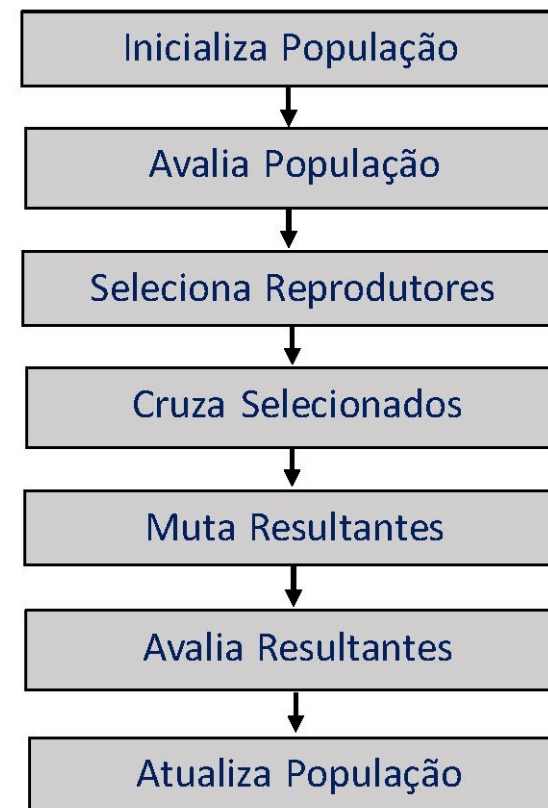 Inicializa População
Avalia População
Seleciona Reprodutores
Cruza Selecionados
Muta Resultantes
Avalia Resultantes
Atualiza População